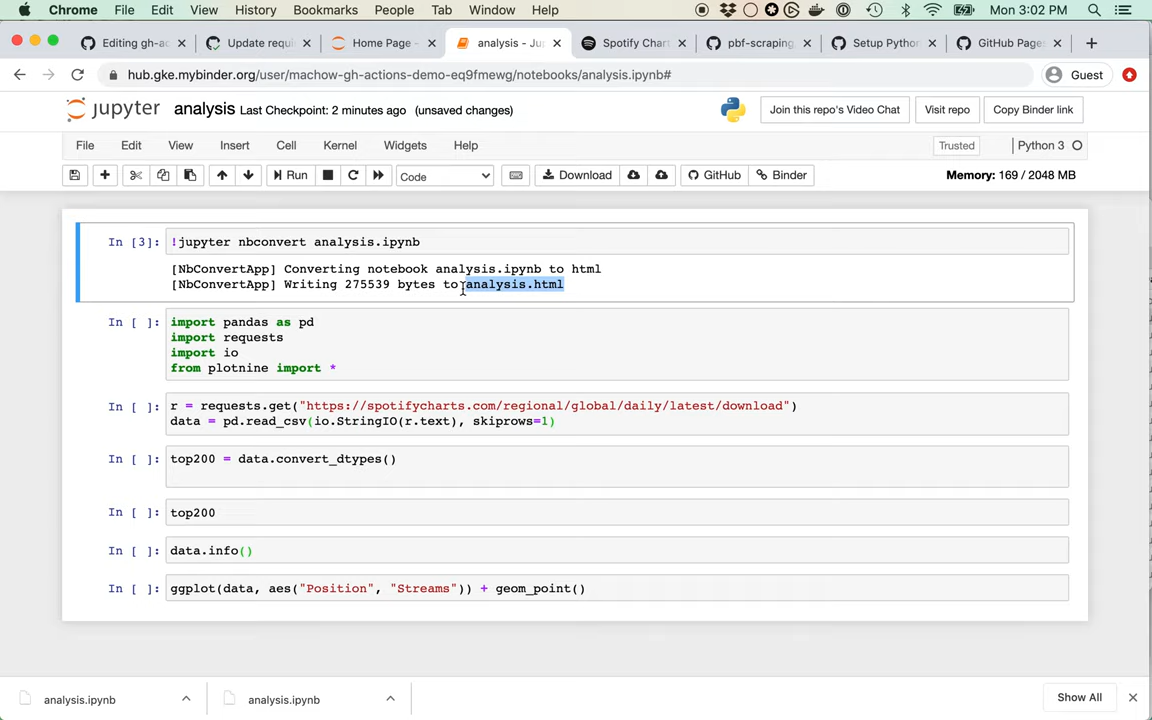 Chrome File Edit View History Bookmarks People Tab Window Help Mon 3:02 PM
Editing gh-ac Update requi Home Page - analysis - Jup Spotify Chart pbf-scraping. Setup Python GitHub Pages
hub.gke.mybinder.org/user/machow-gh-actions-demo-eq9fmewg/notebooks/analysis.ipynb# Guest
jupyter analysis Last Checkpoint: 2 minutes ago (unsaved changes) Join this repo's Video Chat Visit repo Copy Binder link
File Edit View Insert Cell Kernel Widgets Help Trusted Python 3
Run Code Download GitHub Binder Memory: 169 / 2048 MB
In [3]: !jupyter nbconvert analysis.ipynb
[NbConvertApp] Converting notebook analysis.ipynb to html
[NbConvertApp] Writing 275539 bytes to analysis.html
In [ ]: import pandas as pd
import requests
import io
from plotnine import *
In [ ]: r = requests.get("https://spotifycharts.com/regional/global/daily/latest/download")
data = pd.read_csv(io.StringIO(r.text), skiprows=1)
In [ ]: top200 = data.convert_dtypes()
In [ ]: top200
In [ ]: data.info()
In [ ]: ggplot(data, aes("Position", "Streams")) + geom_point()
analysis.ipynb analysis.ipynb Show All